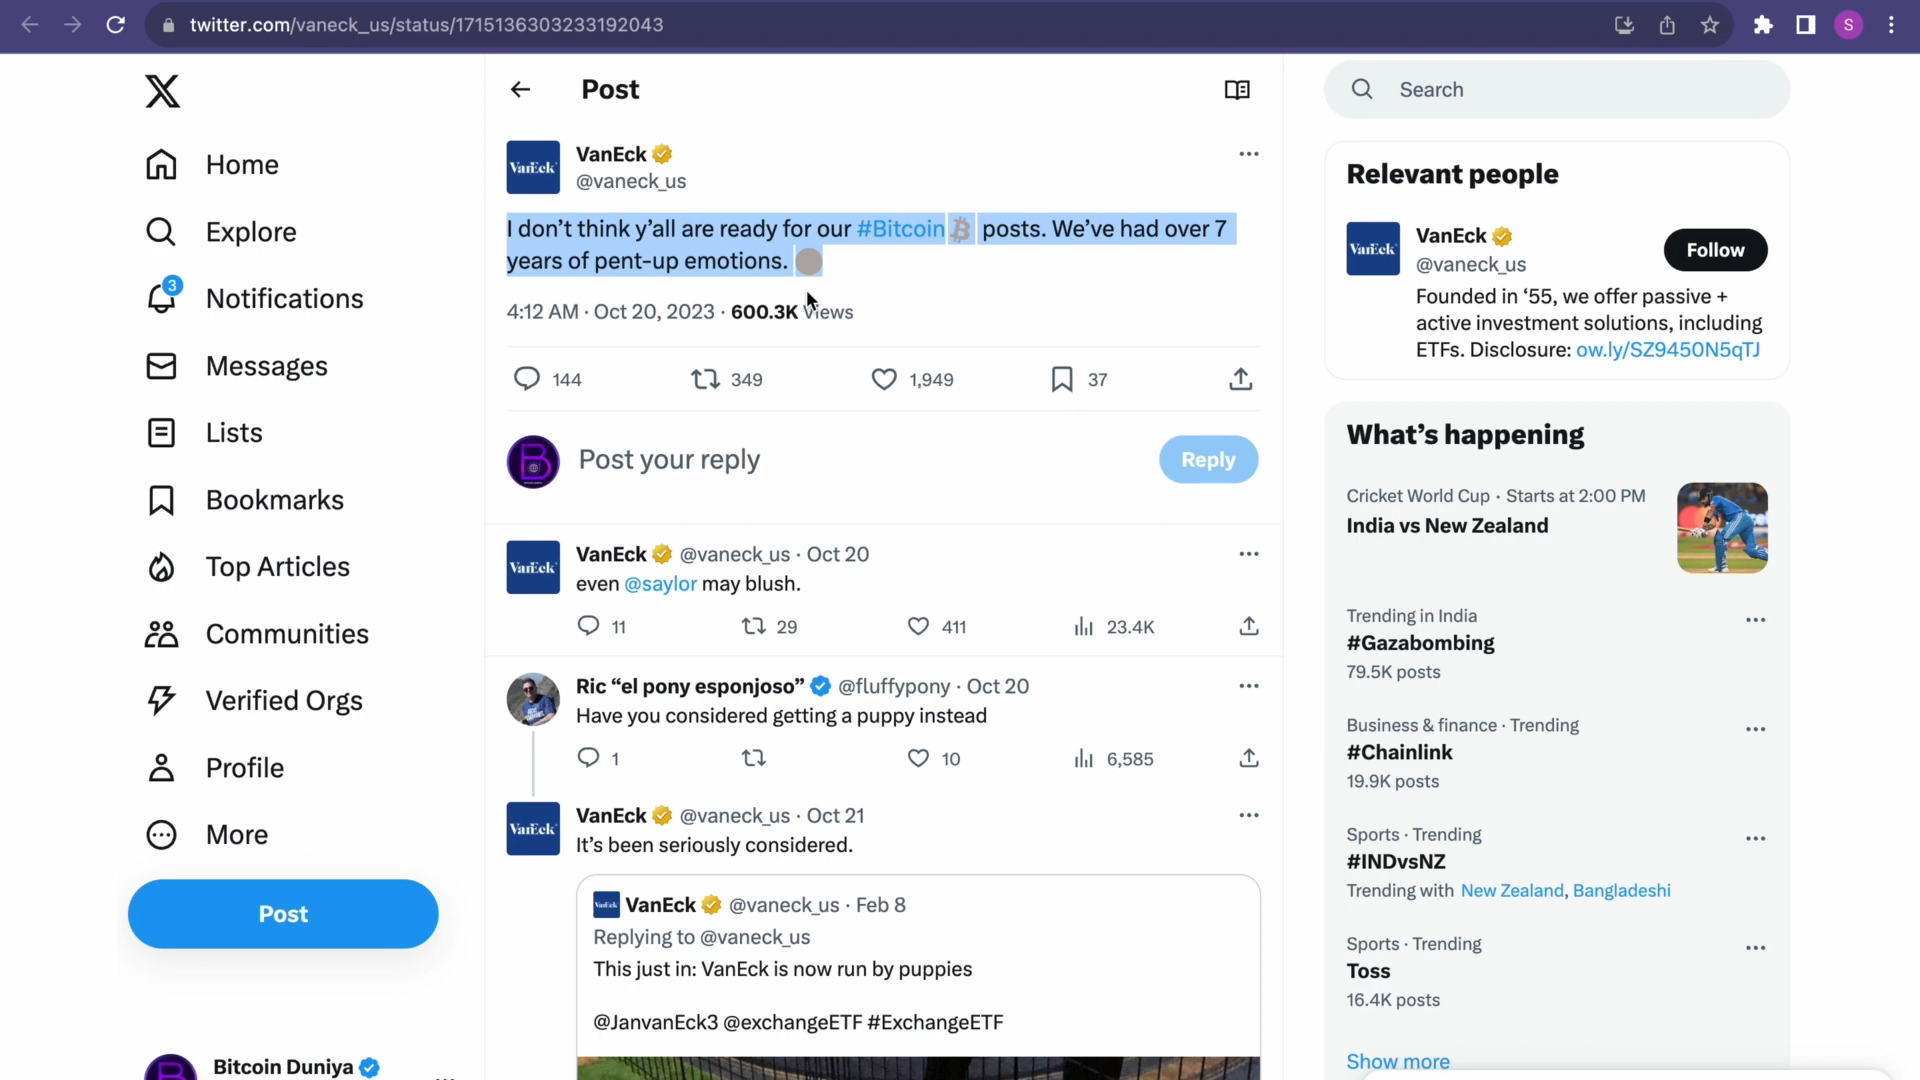 twitter.com/vaneck_us/status/1715136303233192043
S
Home
Explore
3
Notifications
Messages
Lists
Bookmarks
Top Articles
Communities
Verified Orgs
Profile
More
Post
Bitcoin Duniya
Post
VanEck
VanEck
@vaneck_us
I don’t think y’all are ready for our #Bitcoin posts. We’ve had over 7
years of pent-up emotions.
4:12 AM · Oct 20, 2023 · 600.3K Views
144 349 1,949 37
Post your reply
Reply
VanEck
VanEck @vaneck_us · Oct 20
even @saylor may blush.
11 29 411 23.4K
Ric “el pony esponjoso” @fluffypony · Oct 20
Have you considered getting a puppy instead
1 10 6,585
VanEck
VanEck @vaneck_us · Oct 21
It’s been seriously considered.
VanEck @vaneck_us · Feb 8
Replying to @vaneck_us
This just in: VanEck is now run by puppies
@JanvanEck3 @exchangeETF #ExchangeETF
Search
Relevant people
VanEck
VanEck
@vaneck_us
Follow
Founded in ‘55, we offer passive +
active investment solutions, including
ETFs. Disclosure: ow.ly/SZ9450N5qTJ
What’s happening
Cricket World Cup · Starts at 2:00 PM
India vs New Zealand
Trending in India
#Gazabombing
79.5K posts
Business & finance · Trending
#Chainlink
19.9K posts
Sports · Trending
#INDvsNZ
Trending with New Zealand, Bangladeshi
Sports · Trending
Toss
16.4K posts
Show more